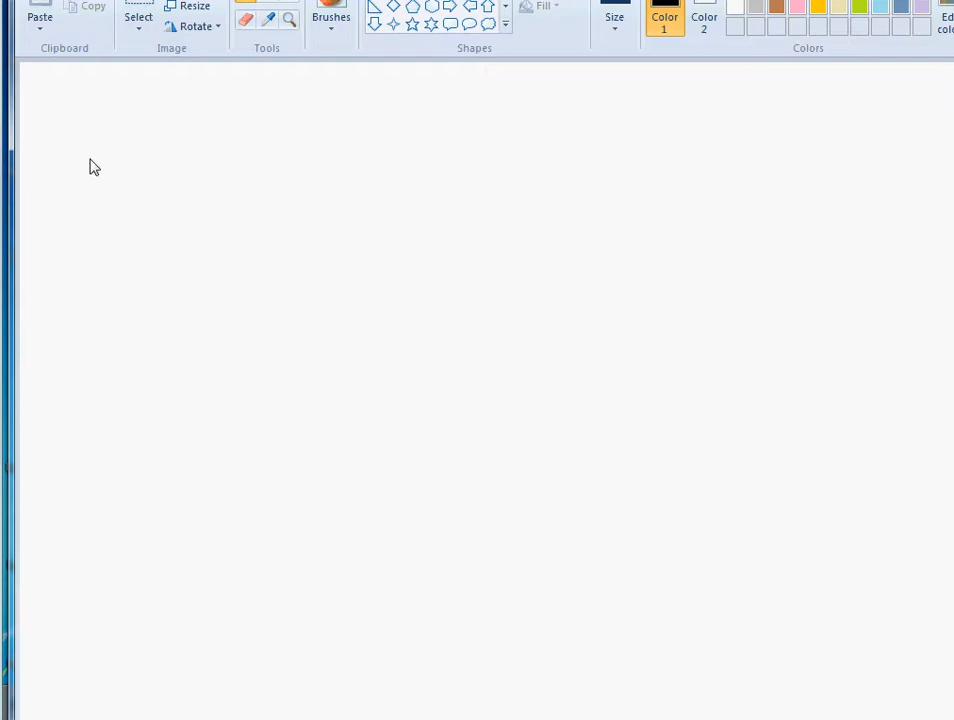 Copy
Resize
Fill
Paste
Select
Rotate
Brushes
Size
Color
1
Color
2
Clipboard
Image
Tools
Shapes
Colors